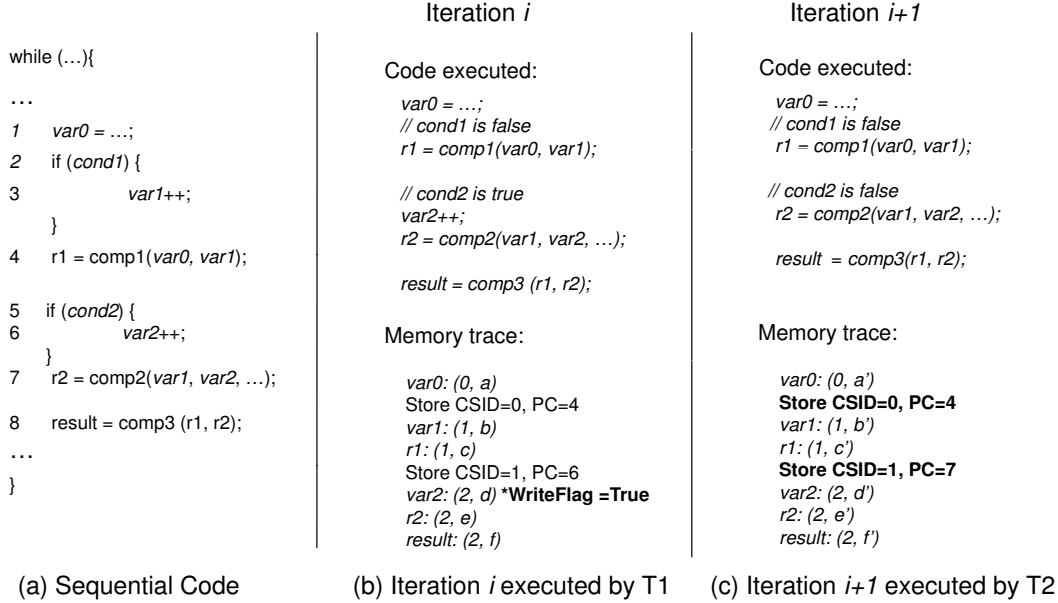 while (…){
…
1 var0 = …;
2 if (cond1) {
3 var1++;
}
4 r1 = comp1(var0, var1);
5 if (cond2) {
6 var2++;
}
7 r2 = comp2(var1, var2, …);
8 result = comp3 (r1, r2);
…
}
(a) Sequential Code
Iteration i
Code executed:
var0 = …;
// cond1 is false
r1 = comp1(var0, var1);
// cond2 is true
var2++;
r2 = comp2(var1, var2, …);
result = comp3 (r1, r2);
Memory trace:
var0: (0, a)
Store CSID=0, PC=4
var1: (1, b)
r1: (1, c)
Store CSID=1, PC=6
var2: (2, d) *WriteFlag =True
r2: (2, e)
result: (2, f)
(b) Iteration i executed by T1
Iteration i+1
Code executed:
var0 = …;
// cond1 is false
r1 = comp1(var0, var1);
// cond2 is false
r2 = comp2(var1, var2, …);
result = comp3(r1, r2);
Memory trace:
var0: (0, a’)
Store CSID=0, PC=4
var1: (1, b’)
r1: (1, c’)
Store CSID=1, PC=7
var2: (2, d’)
r2: (2, e’)
result: (2, f’)
(c) Iteration i+1 executed by T2